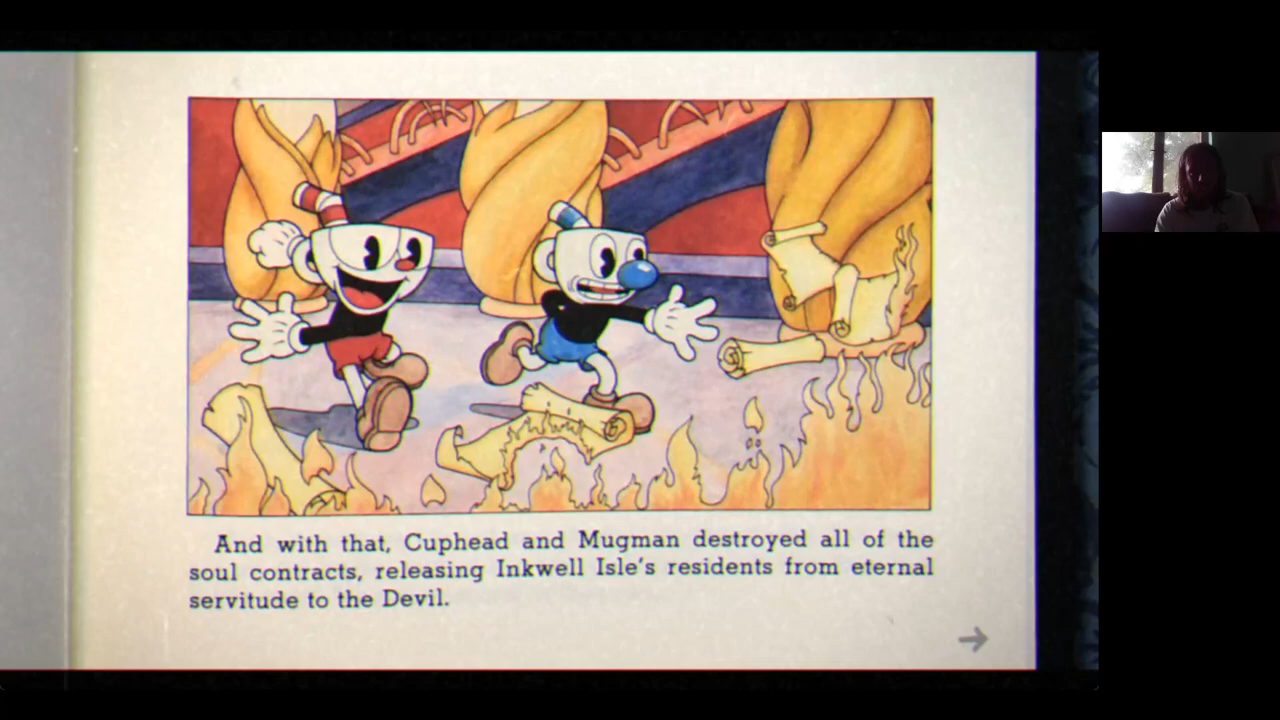 And with that, Cuphead and Mugman destroyed all of the
soul contracts, releasing Inkwell Isle's residents from eternal
servitude to the Devil.